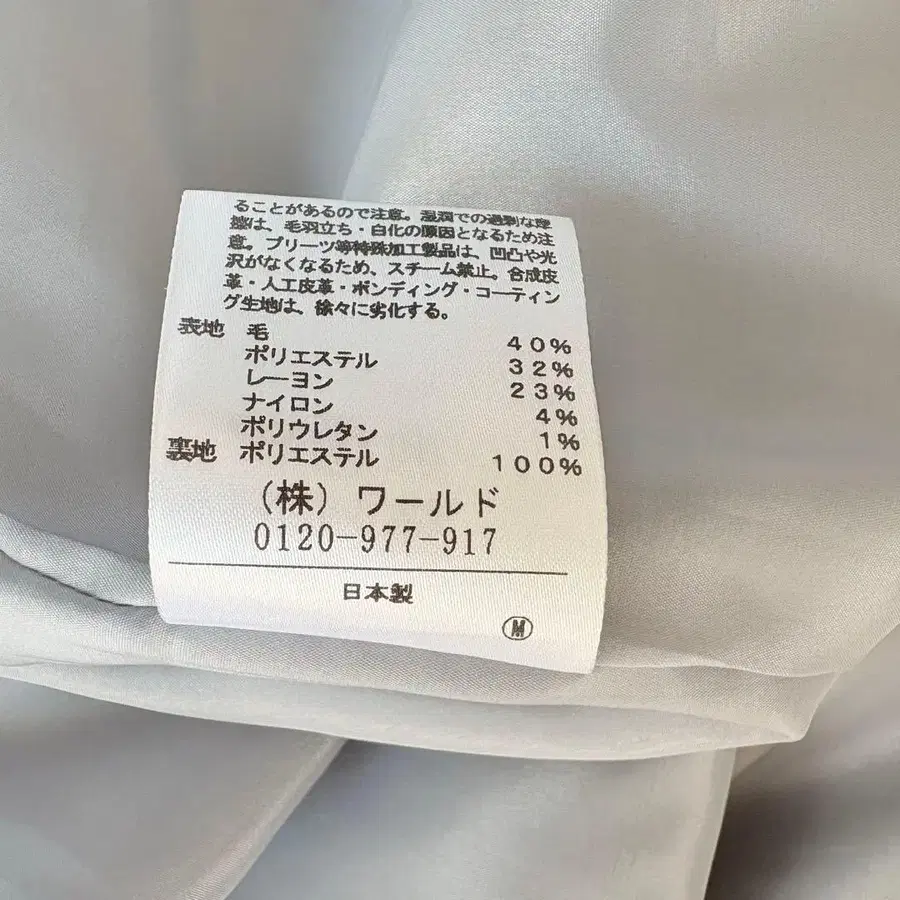 ることがあるので注意。湿潤での過剰な摩
擦は、毛羽立ち・白化の原因となるため注
意。プリーツ等特殊加工製品は、凹凸や光
沢がなくなるため、スチーム禁止。合成皮
革・人工皮革・ボンディング・コーティン
グ生地は、徐々に劣化する。
表地 毛 40%
ポリエステル 32%
レーヨン 23%
ナイロン 4%
ポリウレタン 1%
裏地 ポリエステル 100%
(株)ワールド
0120-977-917
日本製
M